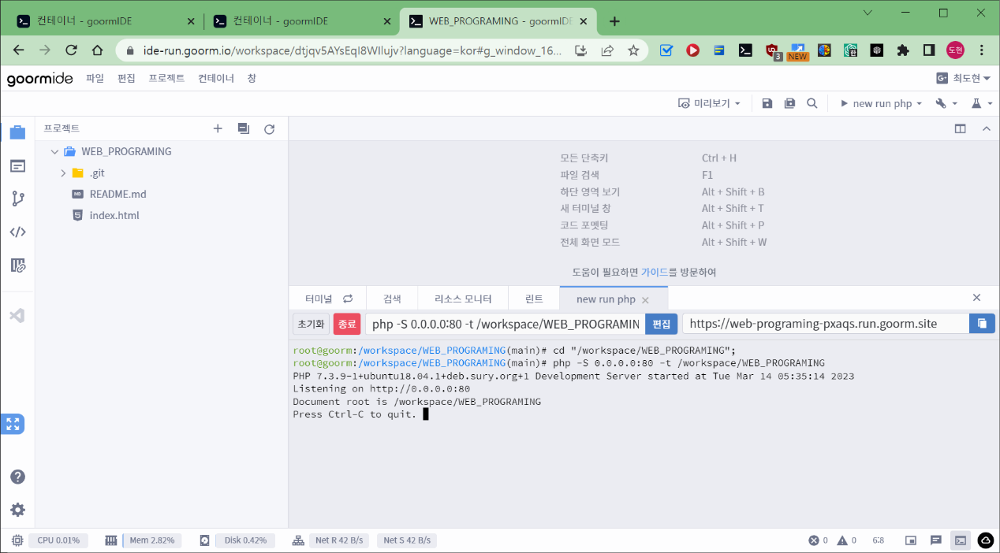 컨테이너 - goormIDE
컨테이너 - goormIDE
WEB_PROGRAMING - goormIDE
ide-run.goorm.io/workspace/dtjqv5AYsEqI8WIlujv?language=kor#g_window_16...
3
NEW
도현
goormide 파일 편집 프로젝트 컨테이너 창
최도현
미리보기
new run php
프로젝트
WEB_PROGRAMING
.git
README.md
index.html
모든 단축키 Ctrl + H
파일 검색 F1
하단 영역 보기 Alt + Shift + B
새 터미널 창 Alt + Shift + T
코드 포멧팅 Alt + Shift + P
전체 화면 모드 Alt + Shift + W
도움이 필요하면 가이드를 방문하여
터미널 검색 리소스 모니터 린트 new run php
초기화 종료 php -S 0.0.0.0:80 -t /workspace/WEB_PROGRAMIN 편집 https://web-programing-pxaqs.run.goorm.site
root@goorm:/workspace/WEB_PROGRAMING(main)# cd "/workspace/WEB_PROGRAMING";
root@goorm:/workspace/WEB_PROGRAMING(main)# php -S 0.0.0.0:80 -t /workspace/WEB_PROGRAMING
PHP 7.3.9-1+ubuntu18.04.1+deb.sury.org+1 Development Server started at Tue Mar 14 05:35:14 2023
Listening on http://0.0.0.0:80
Document root is /workspace/WEB_PROGRAMING
Press Ctrl-C to quit.
CPU 0.01% Mem 2.82% Disk 0.42% Net R 42 B/s Net S 42 B/s 0 0 6:8